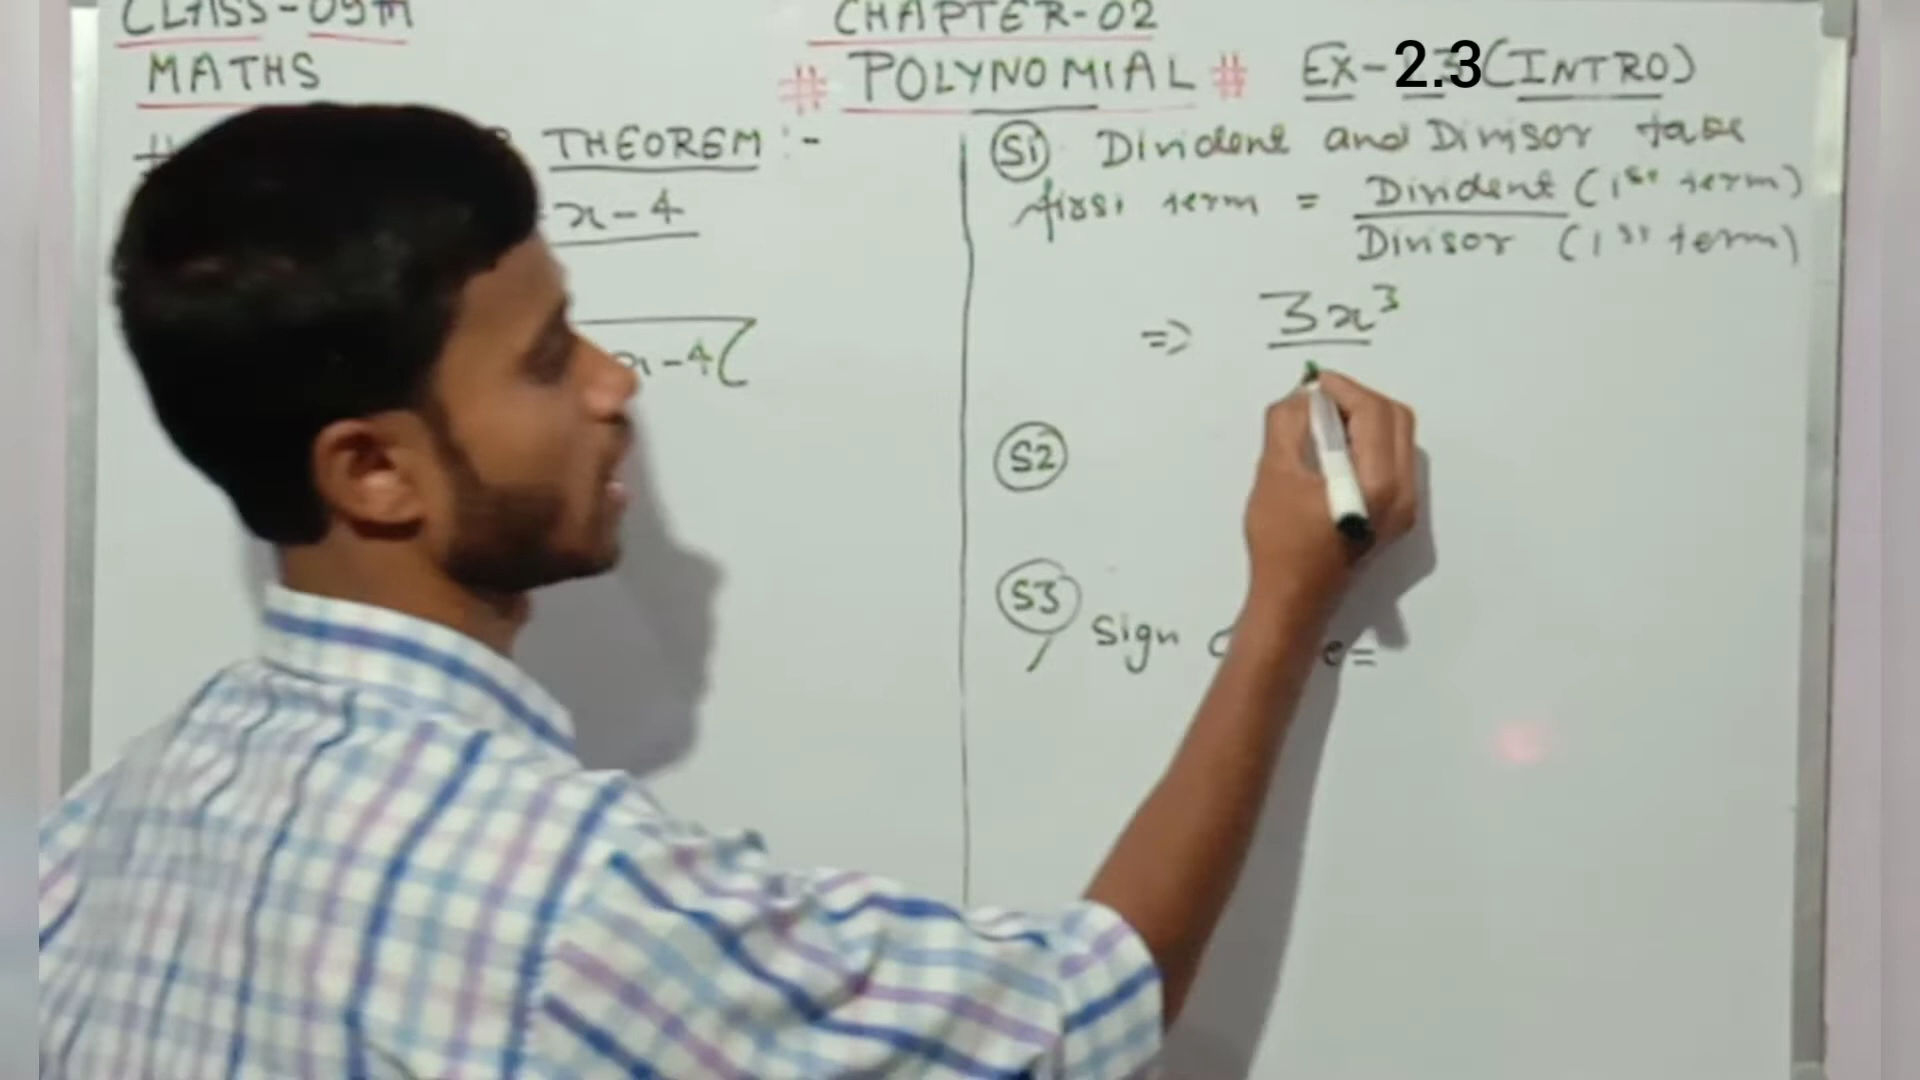 CLASS-09TH
CHAPTER-02
MATHS
# POLYNOMIAL #
EX-2.3(INTRO)
THEOREM :-
x-4
x-4(
S1 Divident and Divisor take
first term = Divident (1st term)
Divisor (1st term)
=> 3x³
S2
S3 Sign